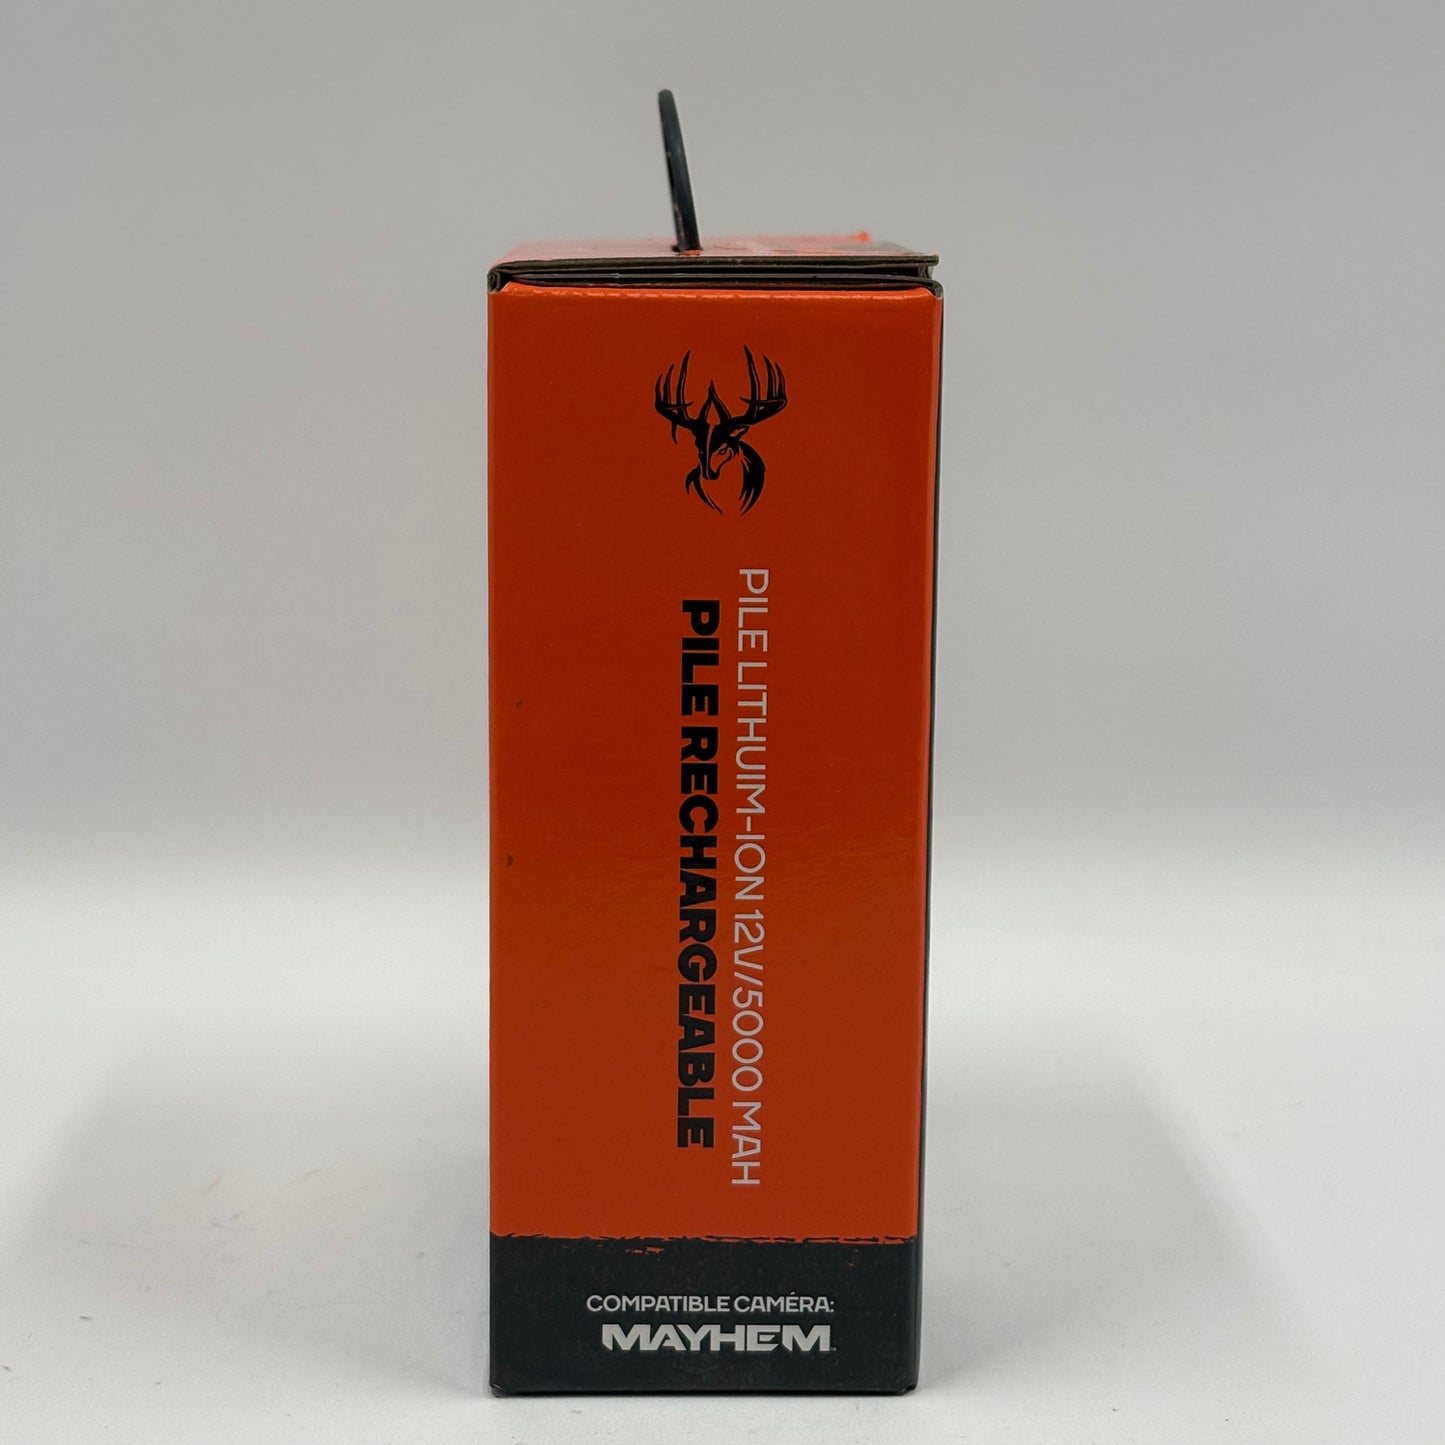 PILE LITHUIM-ION 12V/5000 MAH
PILE RECHARGEABLE
COMPATIBLE CAMÉRA:
MAYHEM